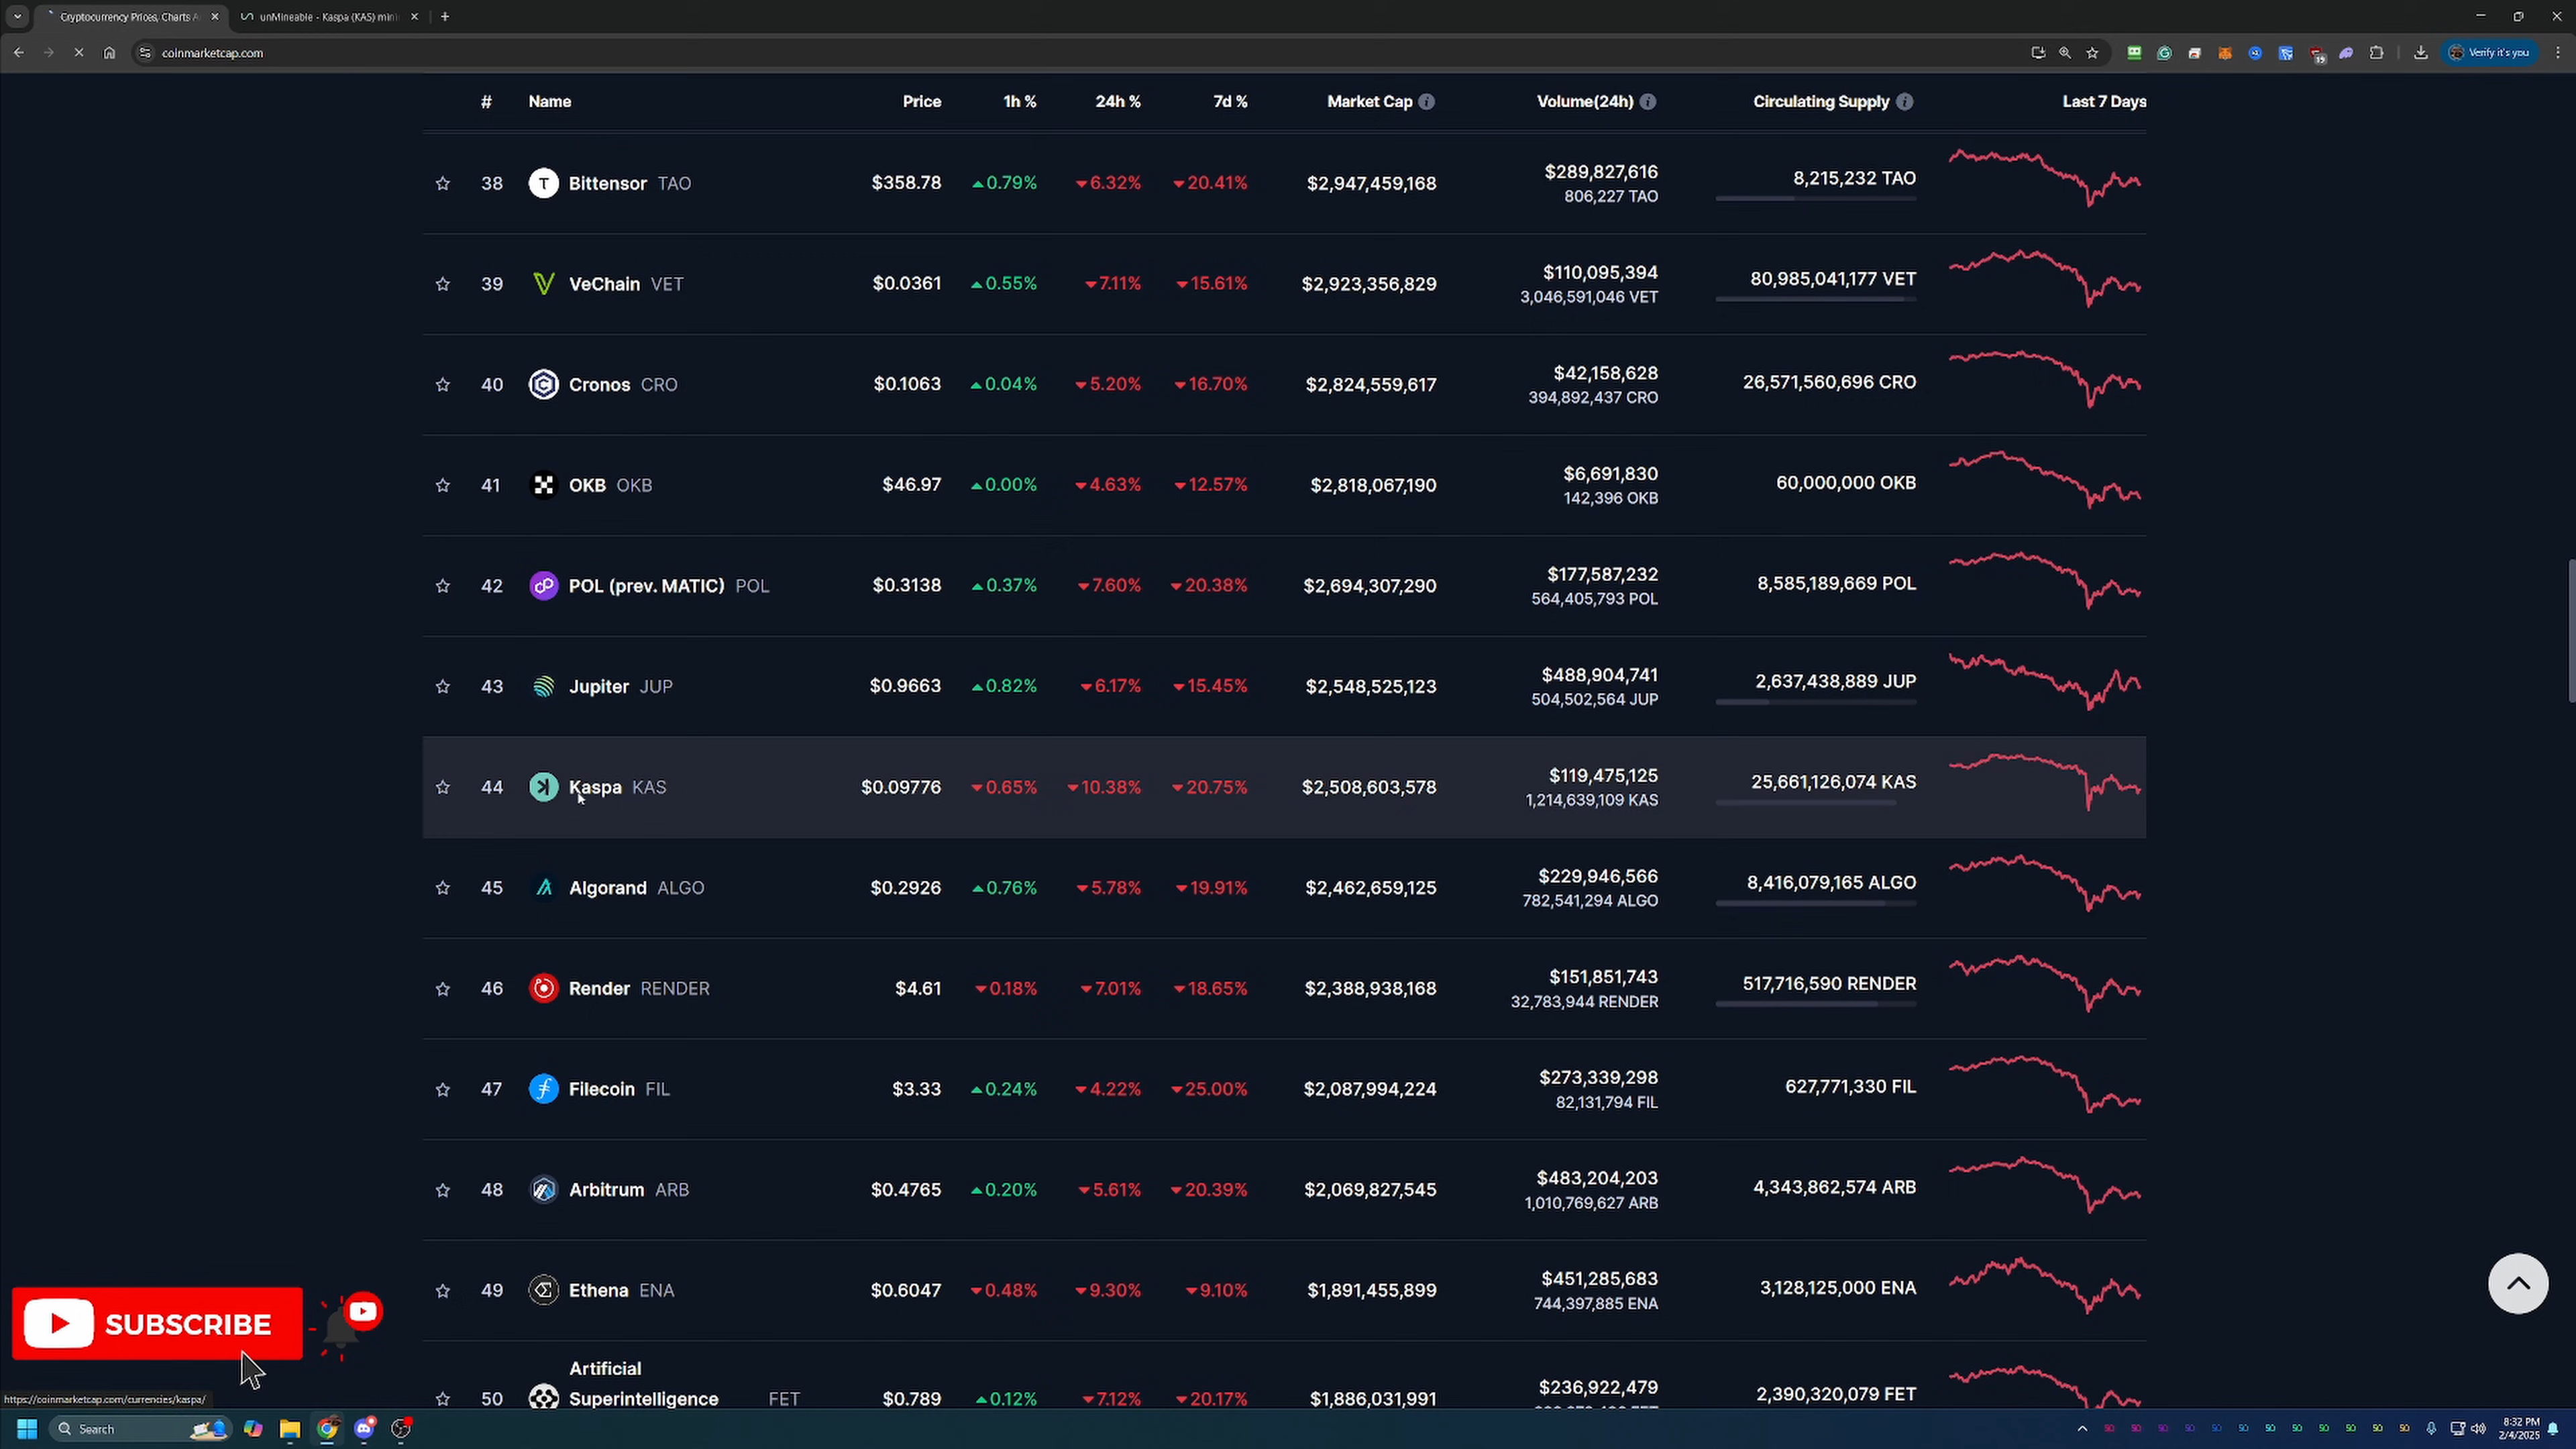 Cryptocurrency Prices, Charts A
unMineable - Kaspa (KAS) mini
coinmarketcap.com
19
Verify it's you
# Name Price 1h % 24h % 7d % Market Cap Volume(24h) Circulating Supply Last 7 Days
38 Bittensor TAO $358.78 0.79% 6.32% 20.41% $2,947,459,168 $289,827,616 8,215,232 TAO
806,227 TAO
39 VeChain VET $0.0361 0.55% 7.11% 15.61% $2,923,356,829 $110,095,394 80,985,041,177 VET
3,046,591,046 VET
40 Cronos CRO $0.1063 0.04% 5.20% 16.70% $2,824,559,617 $42,158,628 26,571,560,696 CRO
394,892,437 CRO
41 OKB OKB $46.97 0.00% 4.63% 12.57% $2,818,067,190 $6,691,830 60,000,000 OKB
142,396 OKB
42 POL (prev. MATIC) POL $0.3138 0.37% 7.60% 20.38% $2,694,307,290 $177,587,232 8,585,189,669 POL
564,405,793 POL
43 Jupiter JUP $0.9663 0.82% 6.17% 15.45% $2,548,525,123 $488,904,741 2,637,438,889 JUP
504,502,564 JUP
44 Kaspa KAS $0.09776 0.65% 10.38% 20.75% $2,508,603,578 $119,475,125 25,661,126,074 KAS
1,214,639,109 KAS
45 Algorand ALGO $0.2926 0.76% 5.78% 19.91% $2,462,659,125 $229,946,566 8,416,079,165 ALGO
782,541,294 ALGO
46 Render RENDER $4.61 0.18% 7.01% 18.65% $2,388,938,168 $151,851,743 517,716,590 RENDER
32,783,944 RENDER
47 Filecoin FIL $3.33 0.24% 4.22% 25.00% $2,087,994,224 $273,339,298 627,771,330 FIL
82,131,794 FIL
48 Arbitrum ARB $0.4765 0.20% 5.61% 20.39% $2,069,827,545 $483,204,203 4,343,862,574 ARB
1,010,769,627 ARB
49 Ethena ENA $0.6047 0.48% 9.30% 9.10% $1,891,455,899 $451,285,683 3,128,125,000 ENA
744,397,885 ENA
Artificial
50 Superintelligence FET $0.789 0.12% 7.12% 20.17% $1,886,031,991 $236,922,479 2,390,320,079 FET
SUBSCRIBE
https://coinmarketcap.com/currencies/kaspa/
Search
50 50 50 50 50 50 50 50 50 50 50 50
8:32 PM
2/4/2025